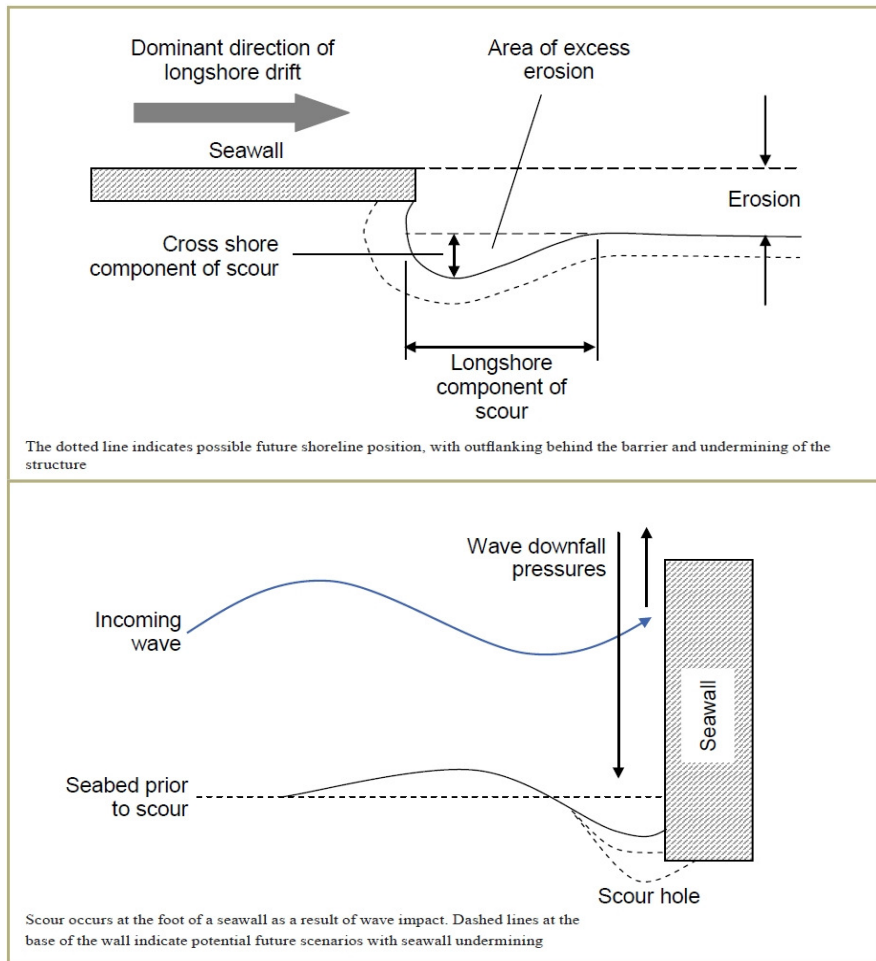 Dominant direction of
longshore drift
Area of excess
erosion
Seawall
Erosion
Cross shore
component of scour
Longshore
component of
scour
The dotted line indicates possible future shoreline position, with outflanking behind the barrier and undermining of the
structure
Wave downfall
pressures
Incoming
wave
Seawall
Seabed prior
to scour
Scour hole
Scour occurs at the foot of a seawall as a result of wave impact. Dashed lines at the
base of the wall indicate potential future scenarios with seawall undermining